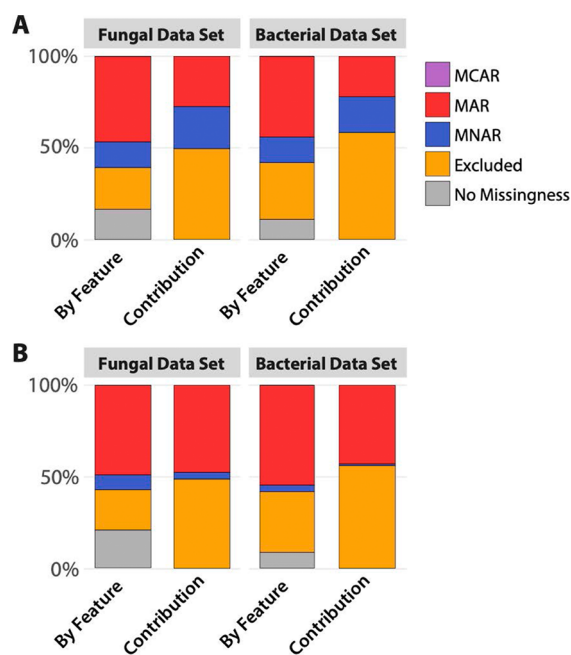 A
Fungal Data Set
Bacterial Data Set
100%
50%
0%
By Feature
Contribution
By Feature
Contribution
MCAR
MAR
MNAR
Excluded
No Missingness
B
Fungal Data Set
Bacterial Data Set
100%
50%
0%
By Feature
Contribution
By Feature
Contribution